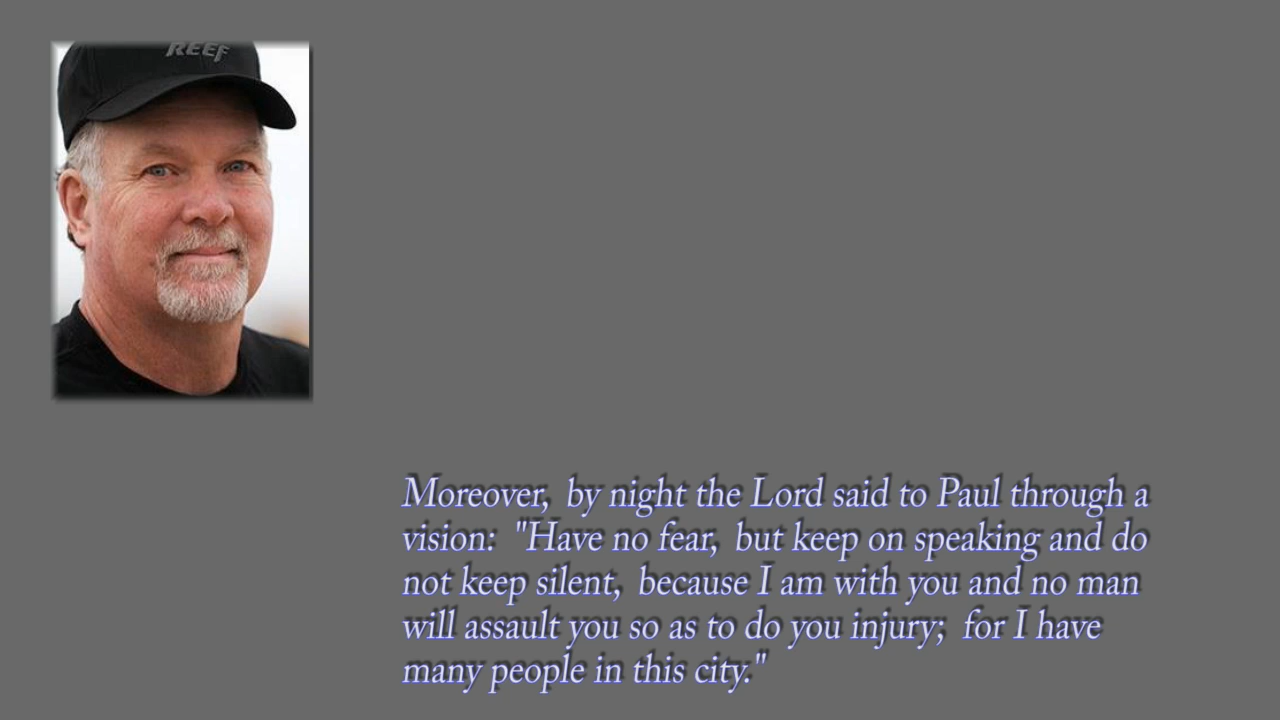 REEF
Moreover, by night the Lord said to Paul through a
vision: "Have no fear, but keep on speaking and do
not keep silent, because I am with you and no man
will assault you so as to do you injury; for I have
many people in this city."